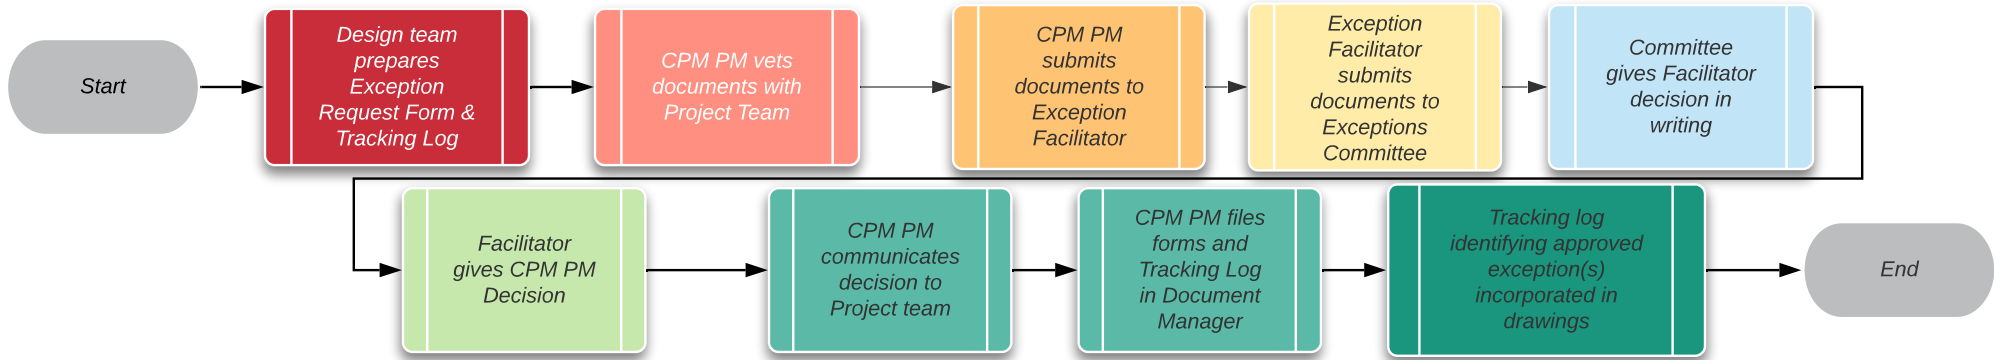 Start
Design team
prepares
Exception
Request Form &
Tracking Log
CPM PM vets
documents with
Project Team
CPM PM
submits
documents to
Exception
Facilitator
Exception
Facilitator
submits
documents to
Exceptions
Committee
Committee
gives Facilitator
decision in
writing
Facilitator
gives CPM PM
Decision
CPM PM
communicates
decision to
Project team
CPM PM files
forms and
Tracking Log
in Document
Manager
Tracking log
identifying approved
exception(s)
incorporated in
drawings
End